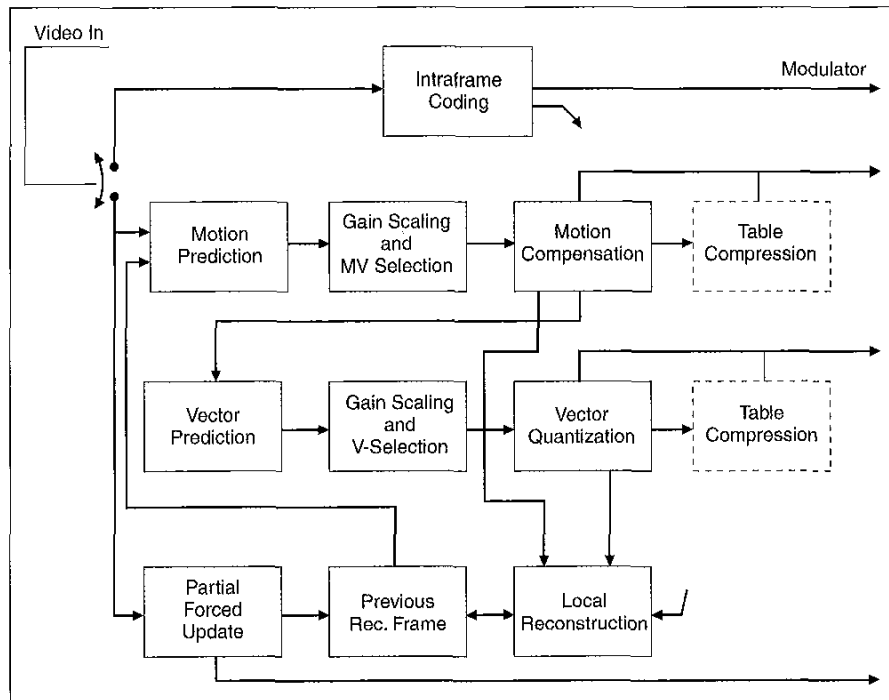 Video In
Intraframe
Coding
Modulator
Motion
Prediction
Gain Scaling
and
MV Selection
Motion
Compensation
Table
Compression
Vector
Prediction
Gain Scaling
and
V-Selection
Vector
Quantization
Table
Compression
Partial
Forced
Update
Previous
Rec. Frame
Local
Reconstruction